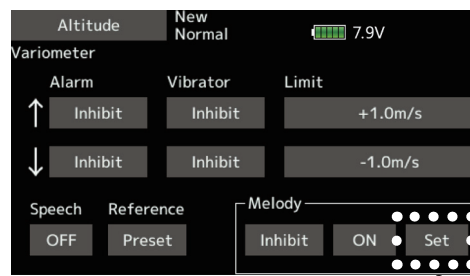 Altitude
New
Normal
7.9V
Variometer
Alarm Vibrator Limit
↑ Inhibit Inhibit +1.0m/s
↓ Inhibit Inhibit -1.0m/s
Speech Reference Melody
OFF Preset Inhibit ON Set